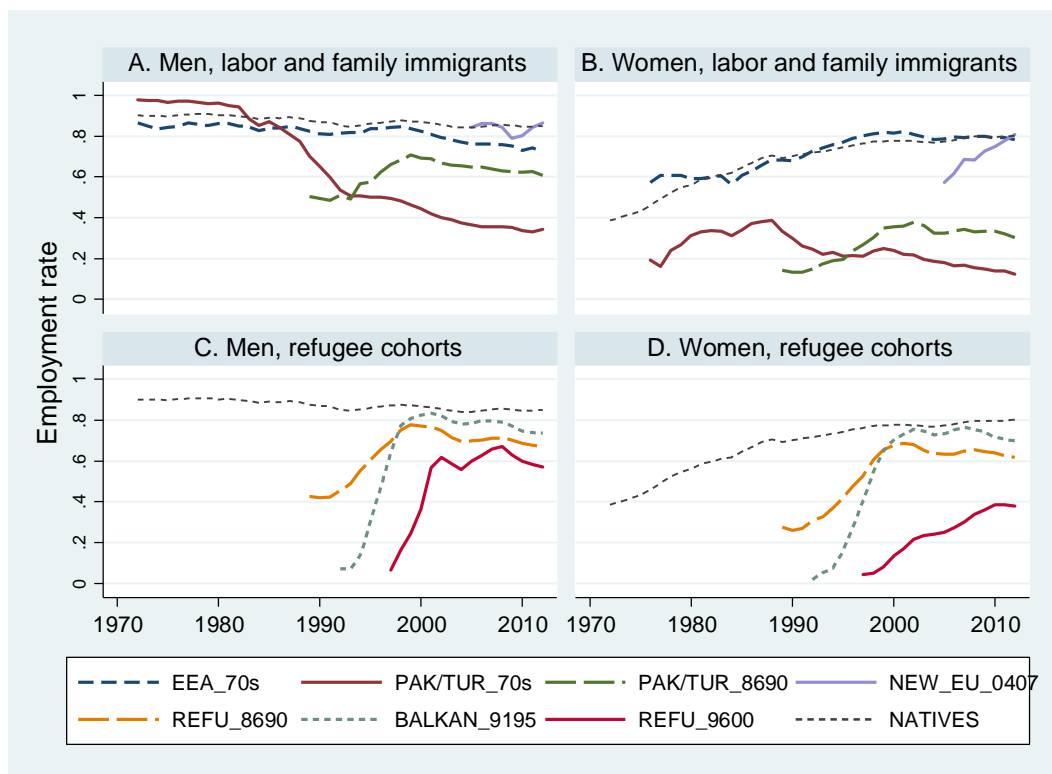 A. Men, labor and family immigrants
B. Women, labor and family immigrants
Employment rate
1
.8
.6
.4
.2
0
C. Men, refugee cohorts
D. Women, refugee cohorts
1
.8
.6
.4
.2
0
1970 1980 1990 2000 2010 1970 1980 1990 2000 2010
EEA_70s PAK/TUR_70s PAK/TUR_8690 NEW_EU_0407
REFU_8690 BALKAN_9195 REFU_9600 NATIVES